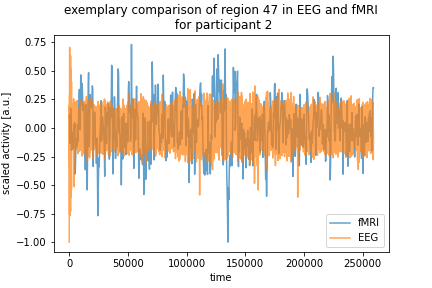 exemplary comparison of region 47 in EEG and fMRI
for participant 2
scaled activity [a.u.]
0.75
0.50
0.25
0.00
−0.25
−0.50
−0.75
−1.00
0
50000
100000
150000
200000
250000
time
fMRI
EEG